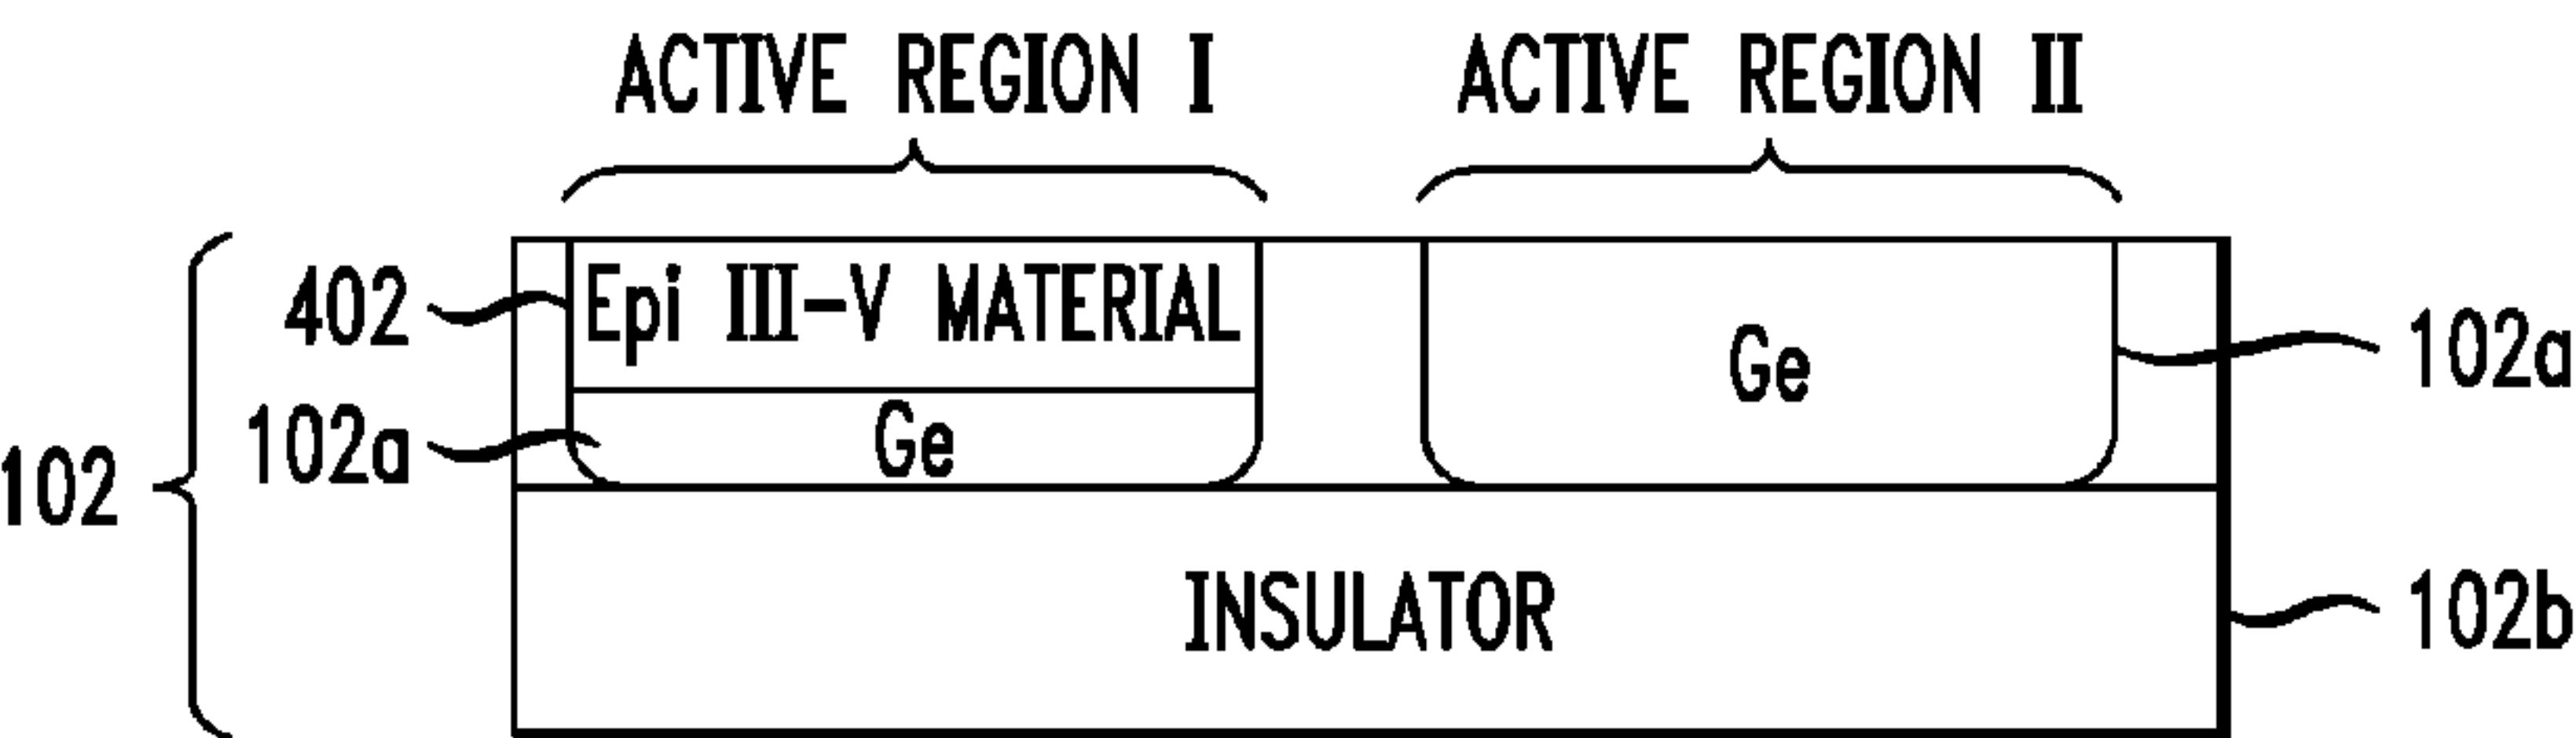 ACTIVE REGION I
ACTIVE REGION II
402
Epi III-V MATERIAL
102a
Ge
Ge
102a
102
INSULATOR
102b